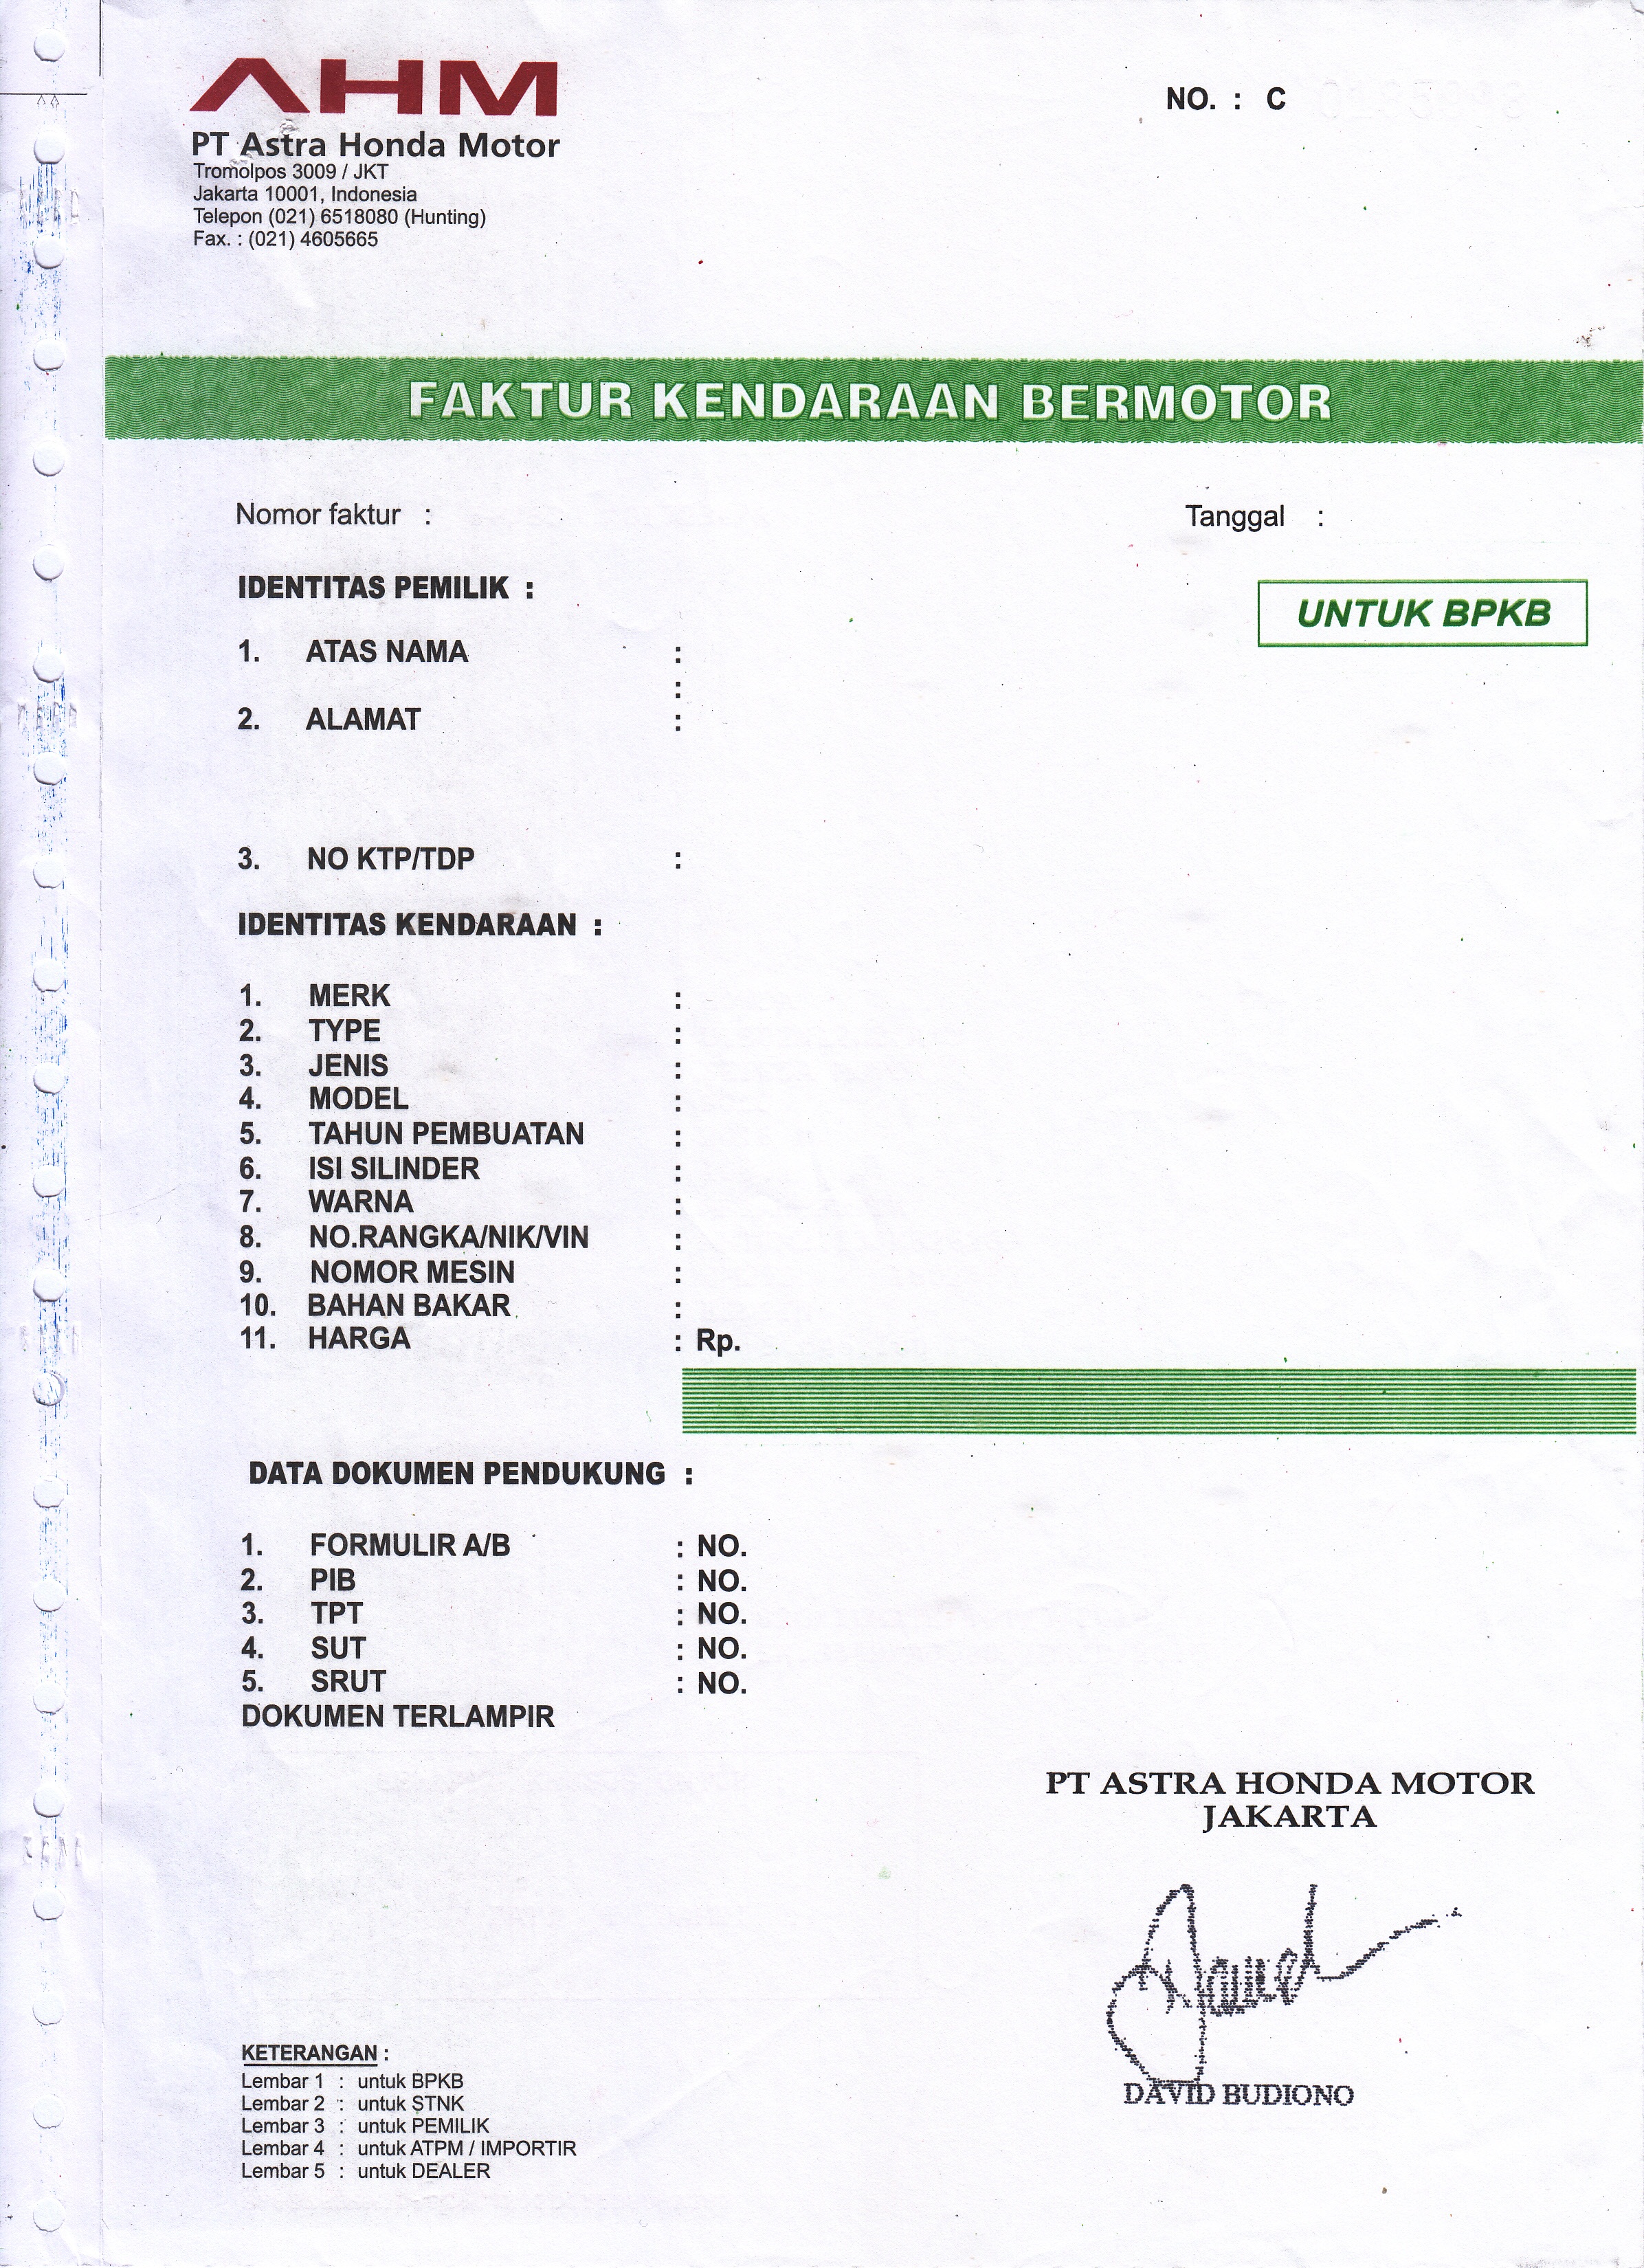 AHM
NO. : C
PT Astra Honda Motor
Tromolpos 3009 / JKT
Jakarta 10001, Indonesia
Telepon (021) 6518080 (Hunting)
Fax. : (021) 4605665
FAKTUR KENDARAAN BERMOTOR
Nomor faktur :
Tanggal :
IDENTITAS PEMILIK :
UNTUK BPKB
1. ATAS NAMA :
:
2. ALAMAT :
3. NO KTP/TDP :
IDENTITAS KENDARAAN :
1. MERK :
2. TYPE :
3. JENIS :
4. MODEL :
5. TAHUN PEMBUATAN :
6. ISI SILINDER :
7. WARNA :
8. NO.RANGKA/NIK/VIN :
9. NOMOR MESIN :
10. BAHAN BAKAR :
11. HARGA : Rp.
DATA DOKUMEN PENDUKUNG :
1. FORMULIR A/B : NO.
2. PIB : NO.
3. TPT : NO.
4. SUT : NO.
5. SRUT : NO.
DOKUMEN TERLAMPIR
PT ASTRA HONDA MOTOR
JAKARTA
DAVID BUDIONO
KETERANGAN :
Lembar 1 : untuk BPKB
Lembar 2 : untuk STNK
Lembar 3 : untuk PEMILIK
Lembar 4 : untuk ATPM / IMPORTIR
Lembar 5 : untuk DEALER